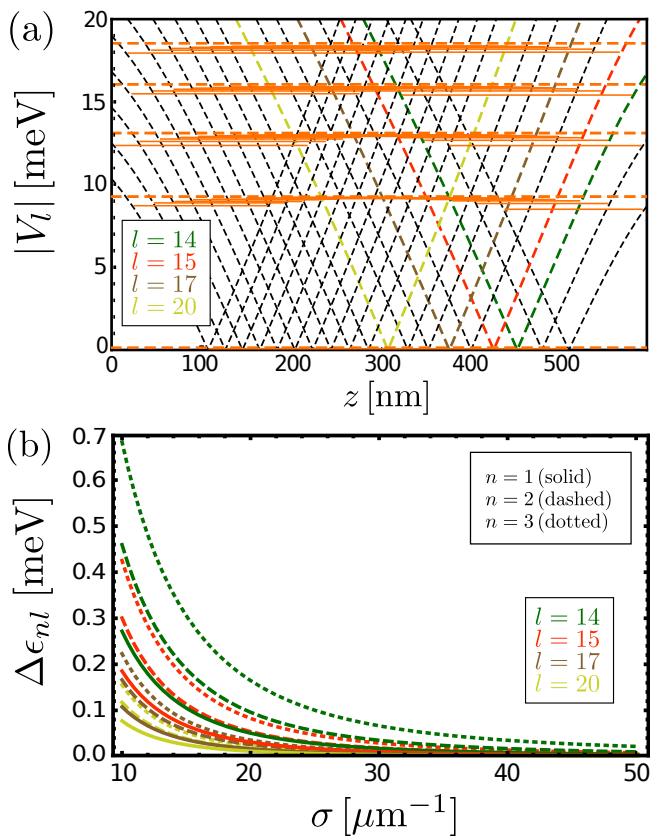 (a)
20
15
10
5
0
|V_l| [meV]
l = 14
l = 15
l = 17
l = 20
0 100 200 300 400 500
z [nm]
(b)
0.7
0.6
0.5
0.4
0.3
0.2
0.1
0.0
Δϵ_{nl} [meV]
n = 1 (solid)
n = 2 (dashed)
n = 3 (dotted)
l = 14
l = 15
l = 17
l = 20
10 20 30 40 50
σ [μm⁻¹]